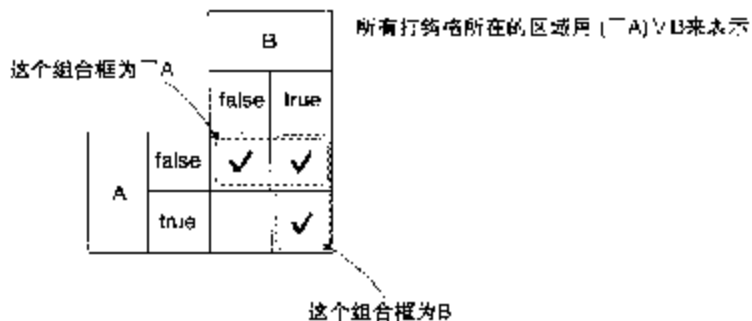 所有打钩格所在的区域用 (￢A)∨B来表示
B
这个组合框为￢A
false true
false ✓ ✓
A
true ✓
这个组合框为B